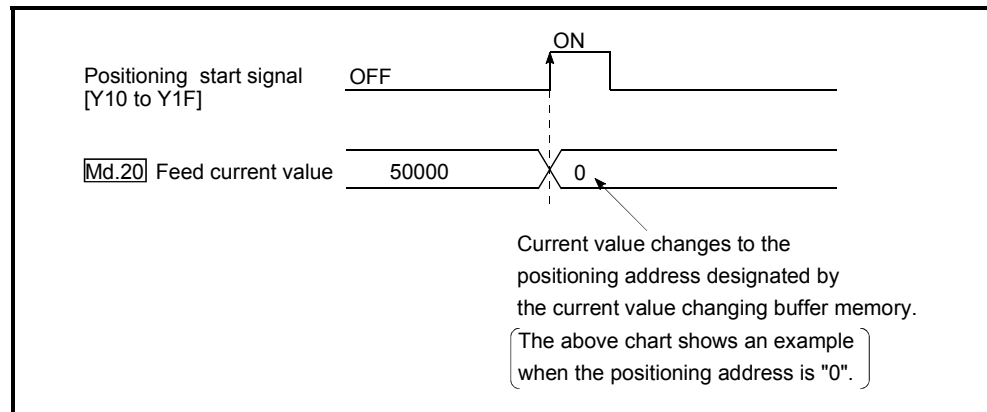 ON
Positioning start signal
[Y10 to Y1F]
OFF
Md.20 Feed current value
50000
0
Current value changes to the
positioning address designated by
the current value changing buffer memory.
The above chart shows an example
when the positioning address is "0".